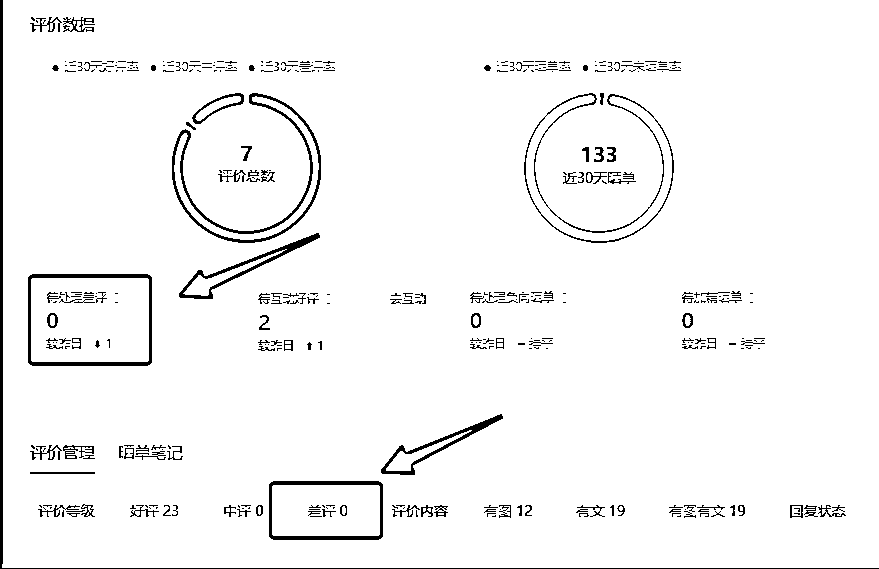 评价数据
近30天好评率 近30天中评率 近30天差评率
近30天晒单率 近30天未晒单率
7
评价总数
133
近30天晒单
待处理差评
0
较昨日 ⬇ 1
待互动好评 去互动
2
较昨日 ⬆ 1
待处理负向晒单
0
较昨日 － 持平
待加精晒单
0
较昨日 － 持平
评价管理 晒单笔记
评价等级 好评 23 中评 0 差评 0 评价内容 有图 12 有文 19 有图有文 19 回复状态